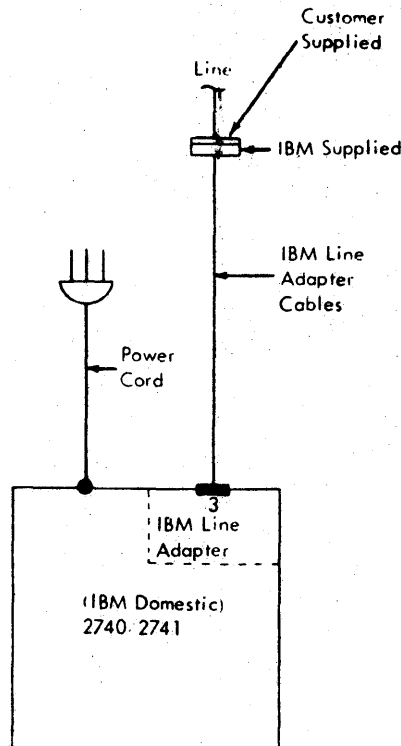 Customer
Supplied
Line
IBM Supplied
IBM Line
Adapter
Cables
Power
Cord
3
IBM Line
Adapter
(IBM Domestic)
2740, 2741